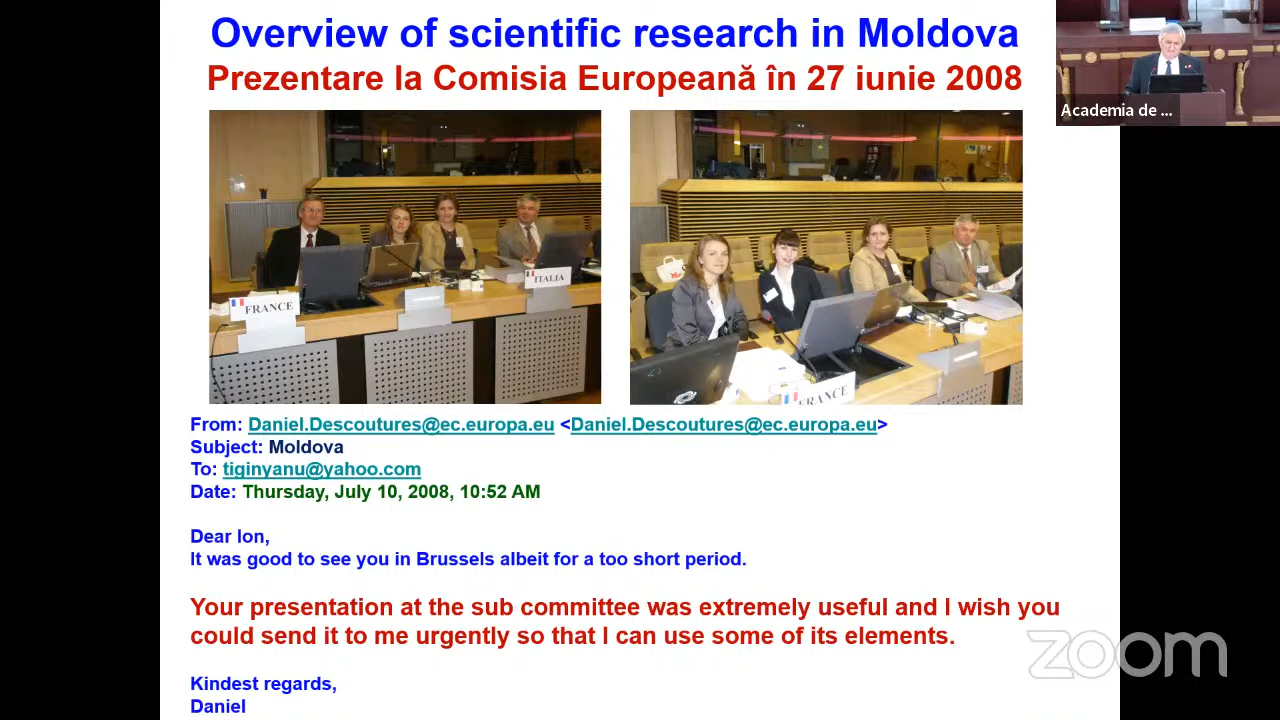 Overview of scientific research in Moldova
Prezentare la Comisia Europeană în 27 iunie 2008
Academia de ...
FRANCE
ITALIA
FRANCE
From: Daniel.Descoutures@ec.europa.eu <Daniel.Descoutures@ec.europa.eu>
Subject: Moldova
To: tiginyanu@yahoo.com
Date: Thursday, July 10, 2008, 10:52 AM
Dear Ion,
It was good to see you in Brussels albeit for a too short period.
Your presentation at the sub committee was extremely useful and I wish you
could send it to me urgently so that I can use some of its elements.
zoom
Kindest regards,
Daniel